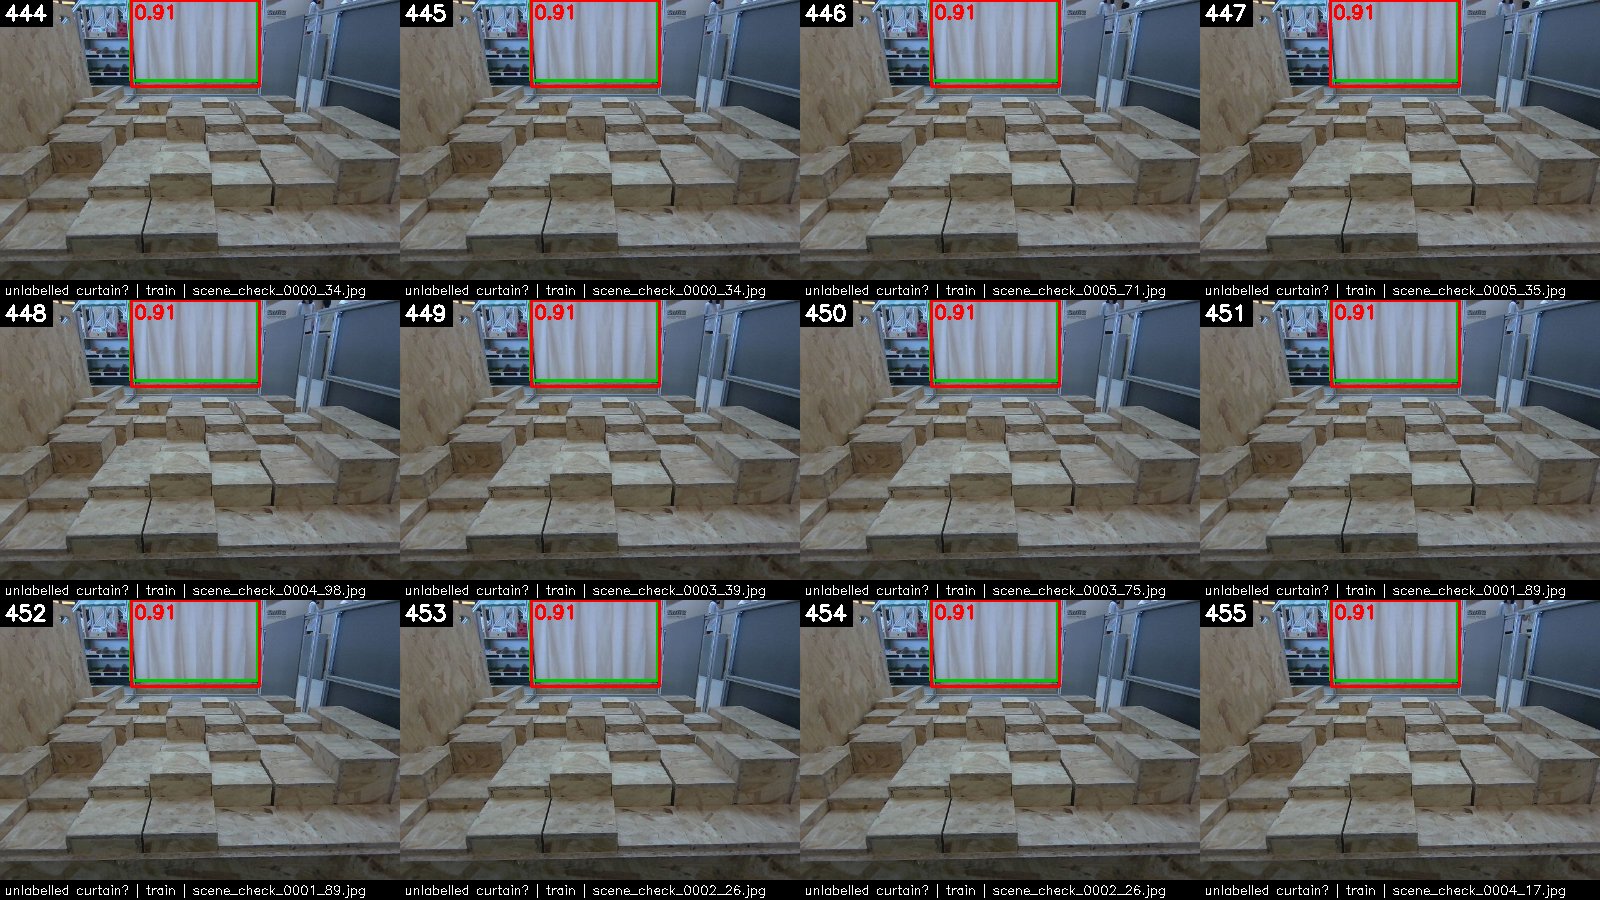 444 0.91 445 0.91 446 0.91 447 0.91
unlabelled curtain? | train | scene_check_0000_34.jpg unlabelled curtain? | train | scene_check_0000_34.jpg unlabelled curtain? | train | scene_check_0005_71.jpg unlabelled curtain? | train | scene_check_0005_35.jpg
448 0.91 449 0.91 450 0.91 451 0.91
unlabelled curtain? | train | scene_check_0004_98.jpg unlabelled curtain? | train | scene_check_0003_39.jpg unlabelled curtain? | train | scene_check_0003_75.jpg unlabelled curtain? | train | scene_check_0001_89.jpg
452 0.91 453 0.91 454 0.91 455 0.91
unlabelled curtain? | train | scene_check_0001_89.jpg unlabelled curtain? | train | scene_check_0002_26.jpg unlabelled curtain? | train | scene_check_0002_26.jpg unlabelled curtain? | train | scene_check_0004_17.jpg